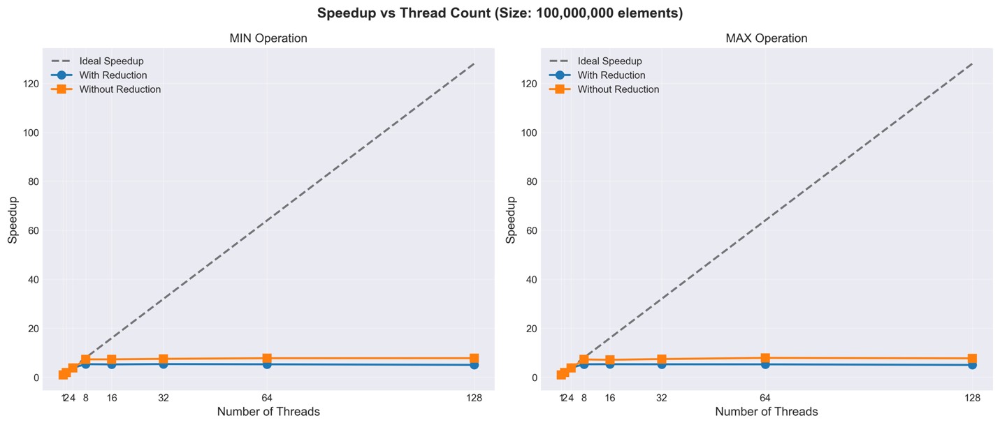 Speedup vs Thread Count (Size: 100,000,000 elements)
MIN Operation
Ideal Speedup
With Reduction
Without Reduction
Speedup
120
100
80
60
40
20
0
1 2 4 8 16 32 64 128
Number of Threads
MAX Operation
Ideal Speedup
With Reduction
Without Reduction
Speedup
120
100
80
60
40
20
0
1 2 4 8 16 32 64 128
Number of Threads